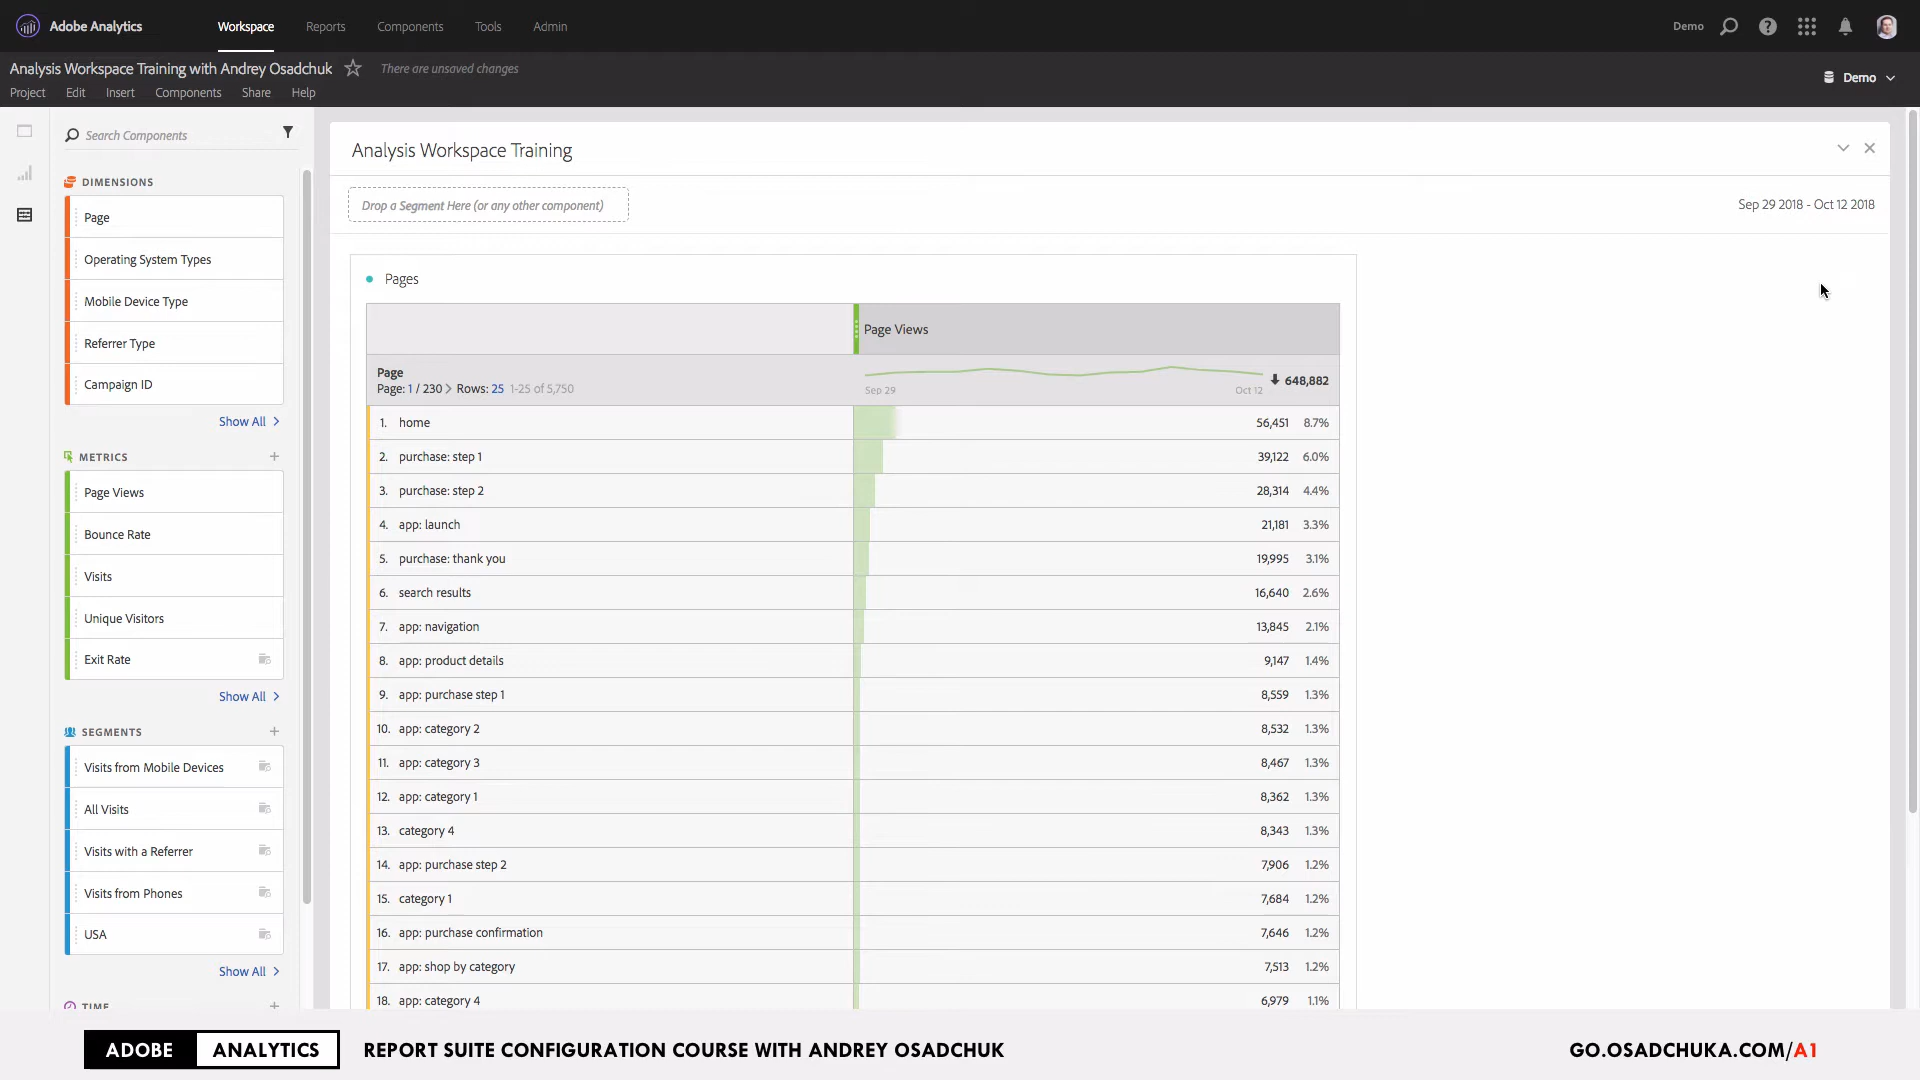 Adobe Analytics
Workspace
Reports
Components
Tools
Admin
Demo
Analysis Workspace Training with Andrey Osadchuk
There are unsaved changes
Project
Edit
Insert
Components
Share
Help
Demo
Search Components
DIMENSIONS
Page
Operating System Types
Mobile Device Type
Referrer Type
Campaign ID
Show All
METRICS
Page Views
Bounce Rate
Visits
Unique Visitors
Exit Rate
Show All
SEGMENTS
Visits from Mobile Devices
All Visits
Visits with a Referrer
Visits from Phones
USA
Show All
TIME
Analysis Workspace Training
Drop a Segment Here (or any other component)
Sep 29 2018 - Oct 12 2018
Pages
Page Views
Page
Page: 1 / 230 > Rows: 25 1-25 of 5,750
Sep 29
Oct 12
648,882
1. home 56,451 8.7%
2. purchase: step 1 39,122 6.0%
3. purchase: step 2 28,314 4.4%
4. app: launch 21,181 3.3%
5. purchase: thank you 19,995 3.1%
6. search results 16,640 2.6%
7. app: navigation 13,845 2.1%
8. app: product details 9,147 1.4%
9. app: purchase step 1 8,559 1.3%
10. app: category 2 8,532 1.3%
11. app: category 3 8,467 1.3%
12. app: category 1 8,362 1.3%
13. category 4 8,343 1.3%
14. app: purchase step 2 7,906 1.2%
15. category 1 7,684 1.2%
16. app: purchase confirmation 7,646 1.2%
17. app: shop by category 7,513 1.2%
18. app: category 4 6,979 1.1%
ADOBE ANALYTICS
REPORT SUITE CONFIGURATION COURSE WITH ANDREY OSADCHUK
GO.OSADCHUKA.COM/A1